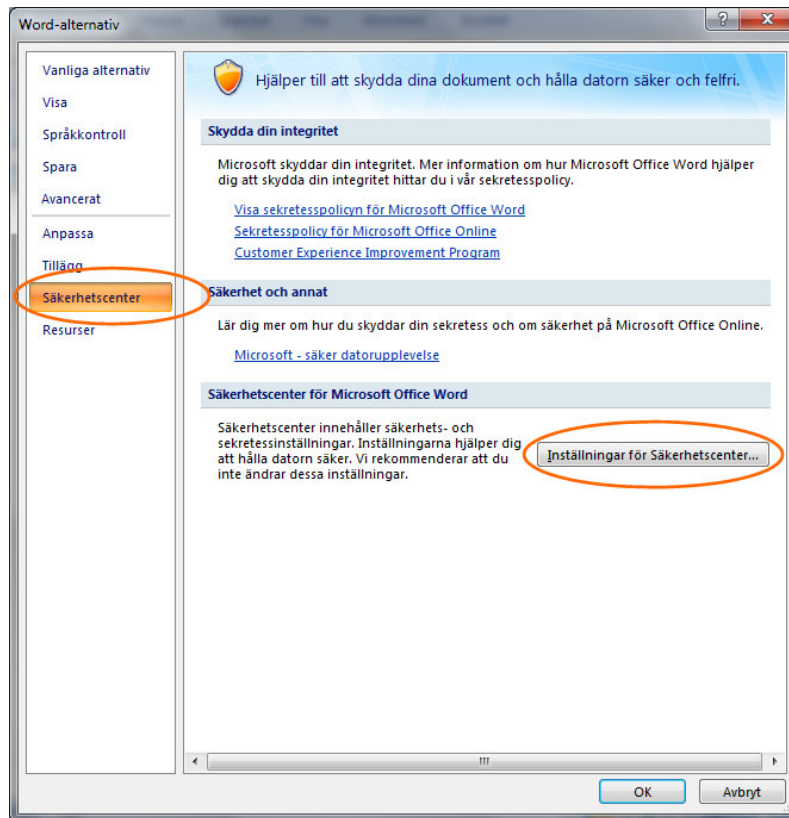 Word-alternativ
Vanliga alternativ
Visa
Språkkontroll
Spara
Avancerat
Anpassa
Tillägg
Säkerhetscenter
Resurser
Hjälper till att skydda dina dokument och hålla datorn säker och felfri.
Skydda din integritet
Microsoft skyddar din integritet. Mer information om hur Microsoft Office Word hjälper
dig att skydda din integritet hittar du i vår sekretesspolicy.
Visa sekretesspolicyn för Microsoft Office Word
Sekretesspolicy för Microsoft Office Online
Customer Experience Improvement Program
Säkerhet och annat
Lär dig mer om hur du skyddar din sekretess och om säkerhet på Microsoft Office Online.
Microsoft - säker datorupplevelse
Säkerhetscenter för Microsoft Office Word
Säkerhetscenter innehåller säkerhets- och
sekretessinställningar. Inställningarna hjälper dig
att hålla datorn säker. Vi rekommenderar att du
inte ändrar dessa inställningar.
Inställningar för Säkerhetscenter...
OK
Avbryt